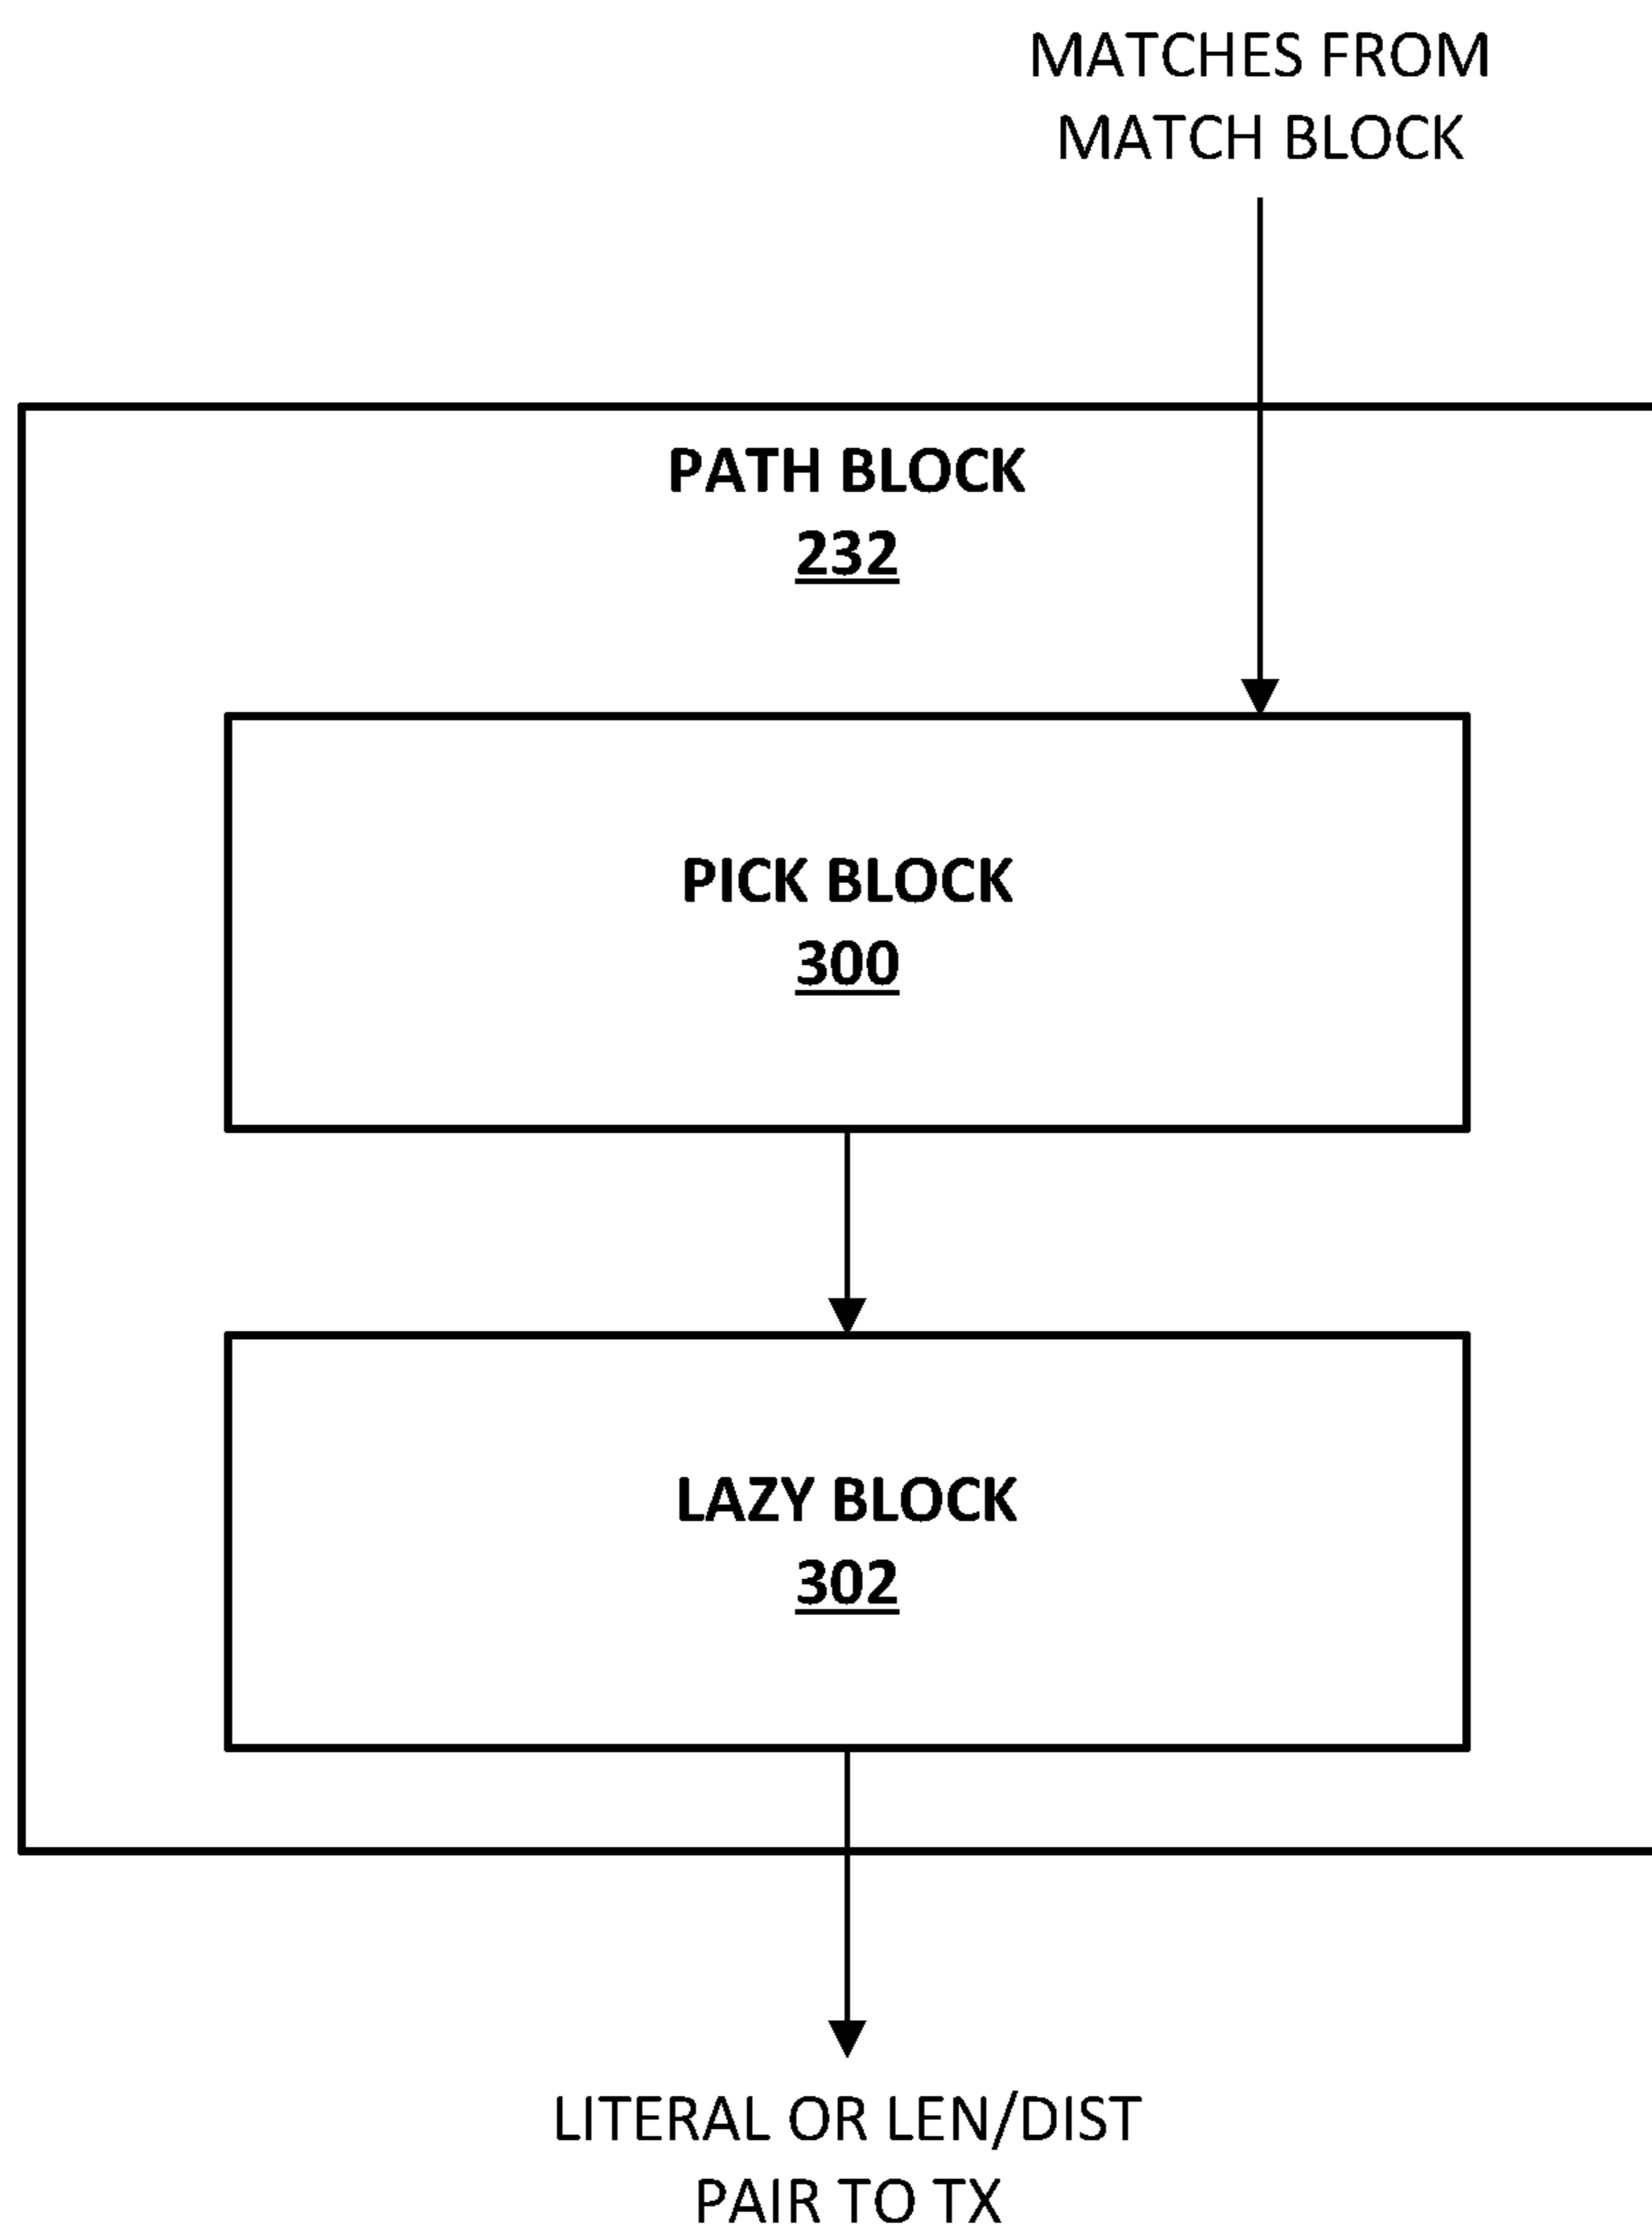 MATCHES FROM
MATCH BLOCK
PATH BLOCK
232
PICK BLOCK
300
LAZY BLOCK
302
LITERAL OR LEN/DIST
PAIR TO TX